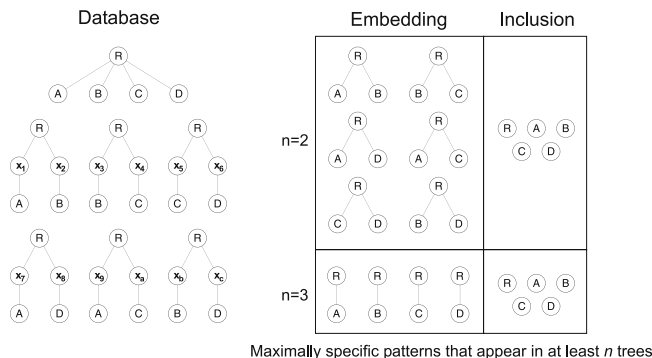 Database
Embedding
Inclusion
R
A B C D
R R R
x1 x2 x3 x4 x5 x6
A B B C C D
R R R
x7 x8 x9 xa xb xc
A D A C B D
n=2
R R
A B B C
R R
A D A C
R R
C D B D
R A B
C D
n=3
R R R R
A B C D
R A B
C D
Maximally specific patterns that appear in at least n trees